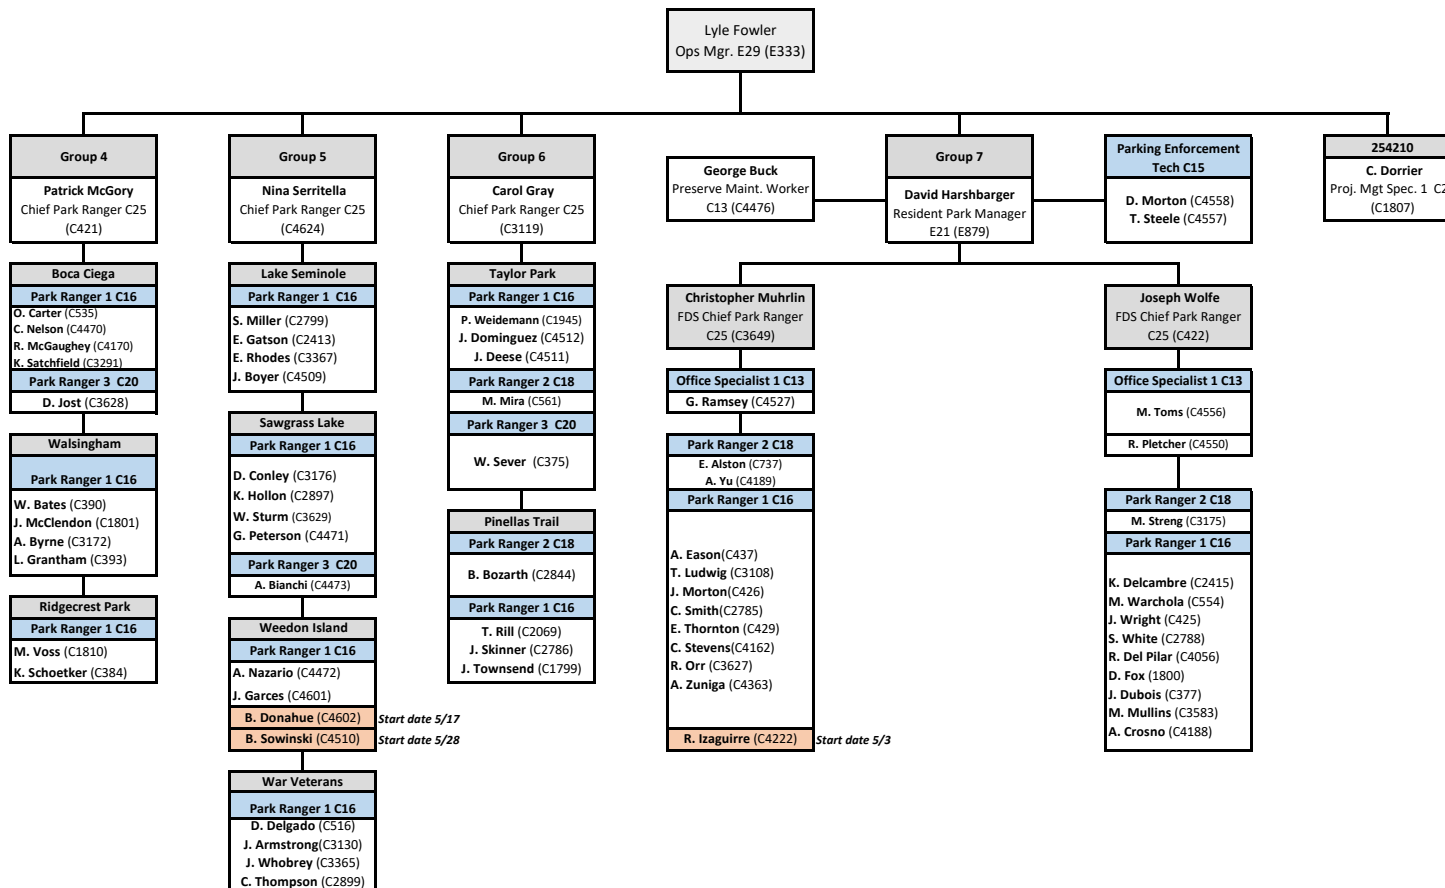 Lyle Fowler
Ops Mgr. E29 (E333)
Group 4
Patrick McGory
Chief Park Ranger C25
(C421)
Boca Ciega
Park Ranger 1 C16
O. Carter (C535)
C. Nelson (C4470)
R. McGaughey (C4170)
K. Satchfield (C3291)
Park Ranger 3 C20
D. Jost (C3628)
Walsingham
Park Ranger 1 C16
W. Bates (C390)
J. McClendon (C1801)
A. Byrne (C3172)
L. Grantham (C393)
Ridgecrest Park
Park Ranger 1 C16
M. Voss (C1810)
K. Schoetker (C384)
Group 5
Nina Serritella
Chief Park Ranger C25
(C4624)
Lake Seminole
Park Ranger 1 C16
S. Miller (C2799)
E. Gatson (C2413)
E. Rhodes (C3367)
J. Boyer (C4509)
Sawgrass Lake
Park Ranger 1 C16
D. Conley (C3176)
K. Hollon (C2897)
W. Sturm (C3629)
G. Peterson (C4471)
Park Ranger 3 C20
A. Bianchi (C4473)
Weedon Island
Park Ranger 1 C16
A. Nazario (C4472)
J. Garces (C4601)
B. Donahue (C4602) Start date 5/17
B. Sowinski (C4510) Start date 5/28
War Veterans
Park Ranger 1 C16
D. Delgado (C516)
J. Armstrong(C3130)
J. Whobrey (C3365)
C. Thompson (C2899)
Group 6
Carol Gray
Chief Park Ranger C25
(C3119)
Taylor Park
Park Ranger 1 C16
P. Weidemann (C1945)
J. Dominguez (C4512)
J. Deese (C4511)
Park Ranger 2 C18
M. Mira (C561)
Park Ranger 3 C20
W. Sever (C375)
Pinellas Trail
Park Ranger 2 C18
B. Bozarth (C2844)
Park Ranger 1 C16
T. Rill (C2069)
J. Skinner (C2786)
J. Townsend (C1799)
George Buck
Preserve Maint. Worker
C13 (C4476)
Group 7
David Harshbarger
Resident Park Manager
E21 (E879)
Parking Enforcement
Tech C15
D. Morton (C4558)
T. Steele (C4557)
Christopher Muhrlin
FDS Chief Park Ranger
C25 (C3649)
Office Specialist 1 C13
G. Ramsey (C4527)
Park Ranger 2 C18
E. Alston (C737)
A. Yu (C4189)
Park Ranger 1 C16
A. Eason(C437)
T. Ludwig (C3108)
J. Morton(C426)
C. Smith(C2785)
E. Thornton (C429)
C. Stevens(C4162)
R. Orr (C3627)
A. Zuniga (C4363)
R. Izaguirre (C4222) Start date 5/3
Joseph Wolfe
FDS Chief Park Ranger
C25 (C422)
Office Specialist 1 C13
M. Toms (C4556)
R. Pletcher (C4550)
Park Ranger 2 C18
M. Streng (C3175)
Park Ranger 1 C16
K. Delcambre (C2415)
M. Warchola (C554)
J. Wright (C425)
S. White (C2788)
R. Del Pilar (C4056)
D. Fox (1800)
J. Dubois (C377)
M. Mullins (C3583)
A. Crosno (C4188)
254210
C. Dorrier
Proj. Mgt Spec. 1
(C1807)